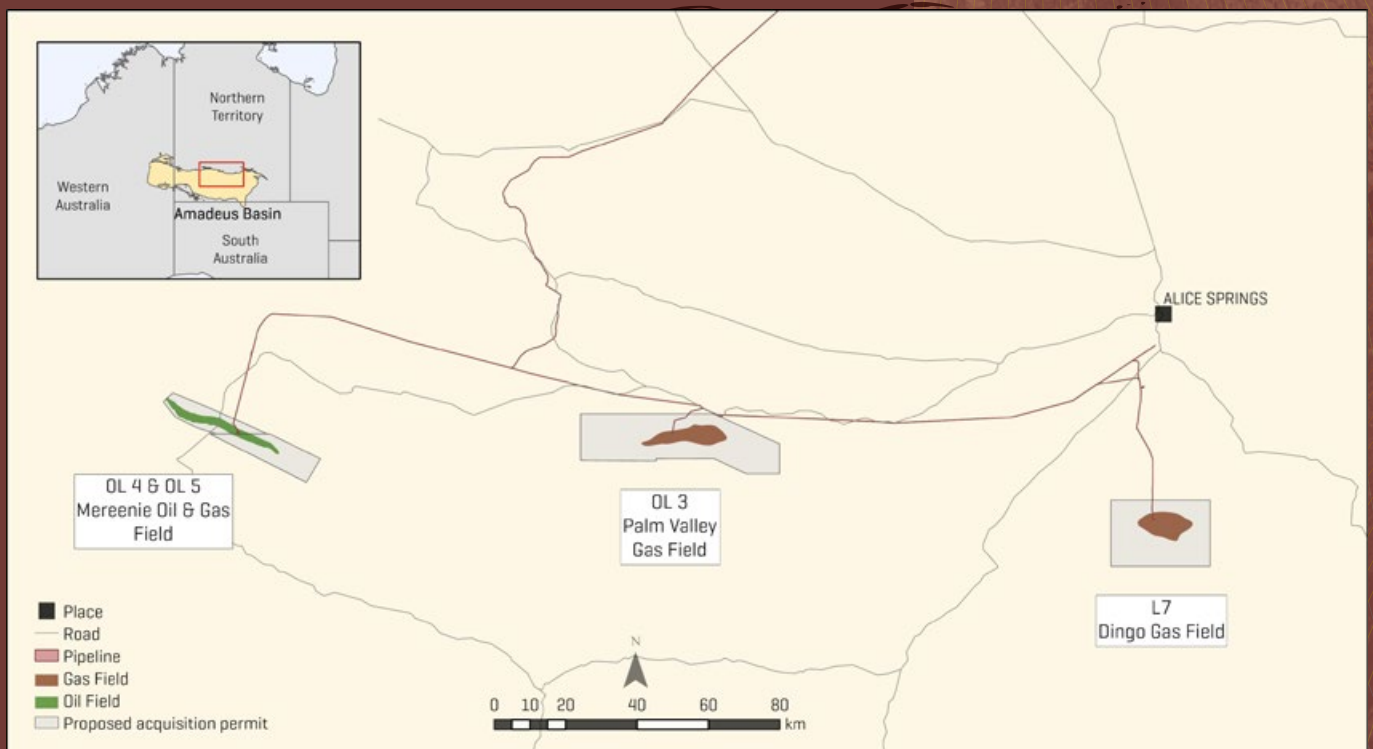 Northern
Territory
Western
Australia
Amadeus Basin
South
Australia
ALICE SPRINGS
OL 4 & OL 5
Mereenie Oil & Gas
Field
OL 3
Palm Valley
Gas Field
L7
Dingo Gas Field
Place
Road
Pipeline
Gas Field
Oil Field
Proposed acquisition permit
N
0 10 20 40 60 80
km